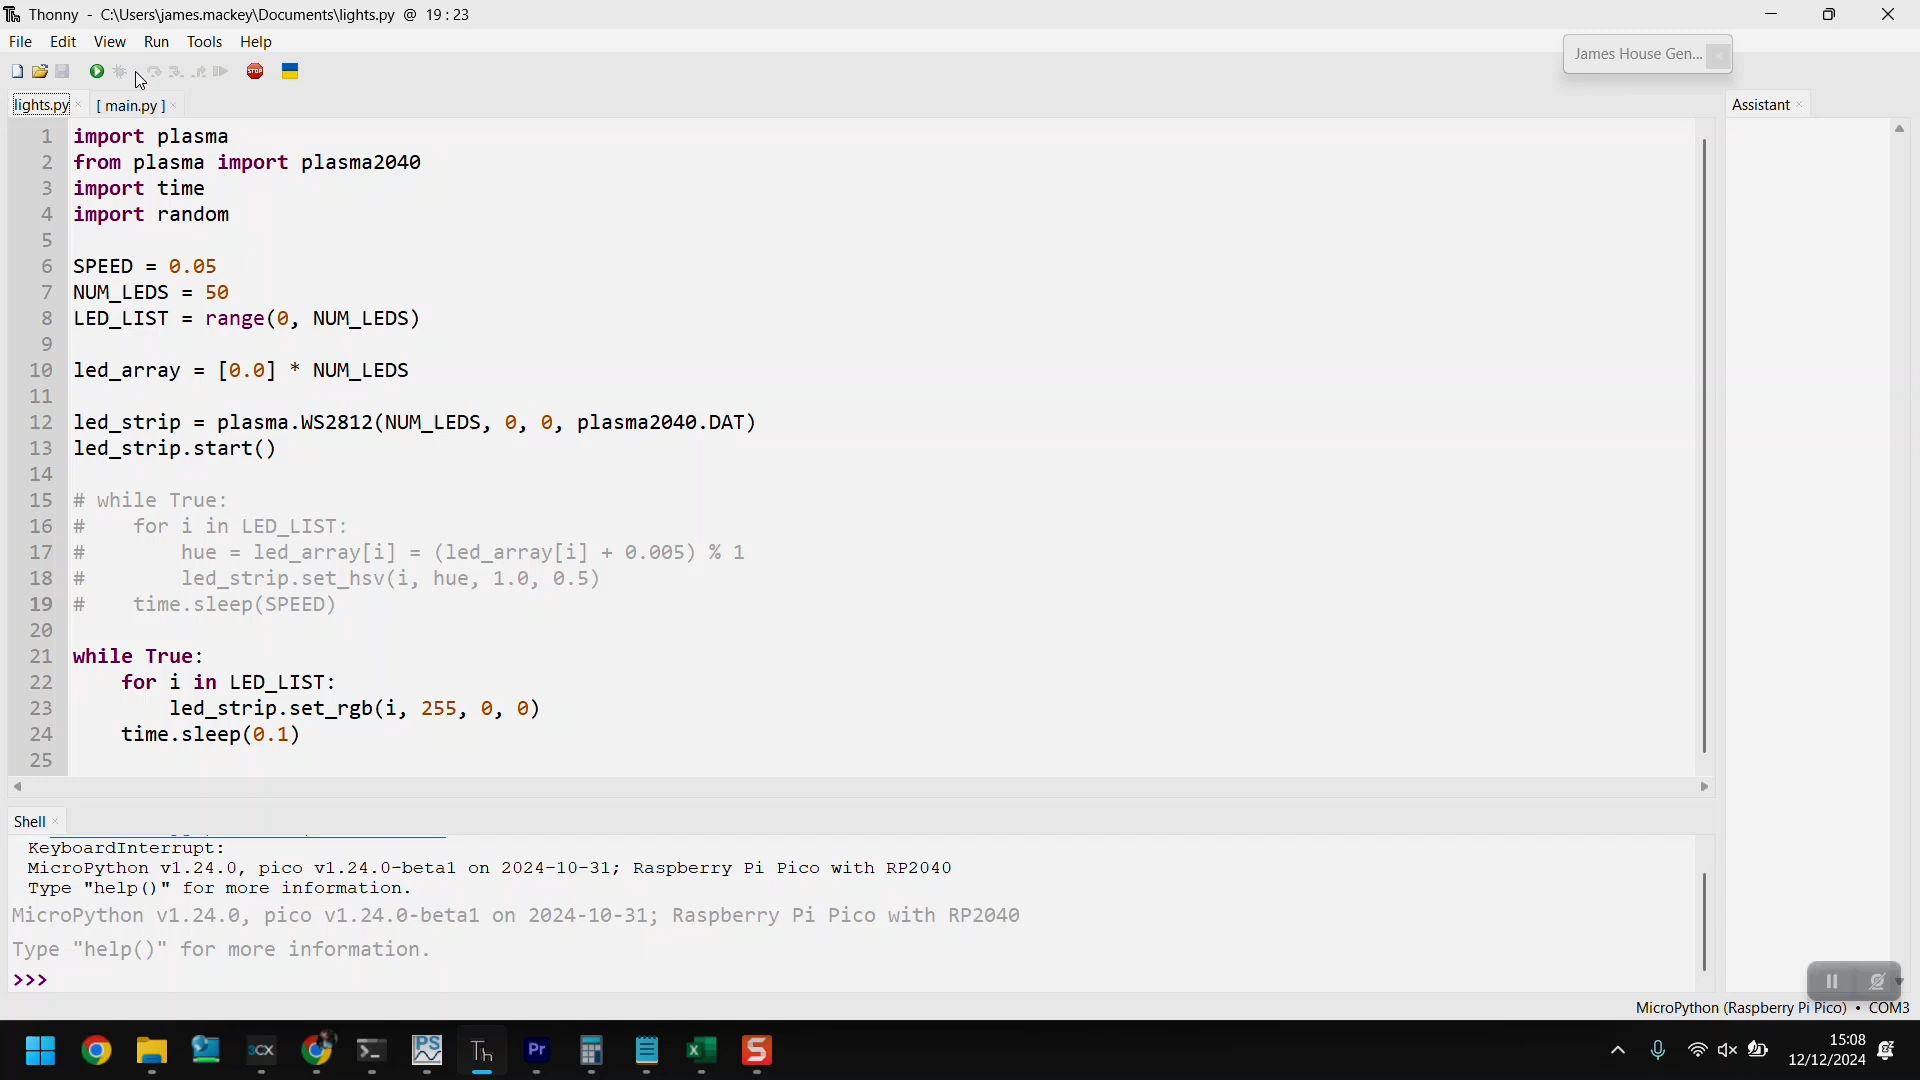 Thonny - C:\Users\james.mackey\Documents\lights.py @ 19:23
File Edit View Run Tools Help
James House Gen...
STOP
lights.py × [ main.py ] ×
Assistant ×
1 import plasma
2 from plasma import plasma2040
3 import time
4 import random
5
6 SPEED = 0.05
7 NUM_LEDS = 50
8 LED_LIST = range(0, NUM_LEDS)
9
10 led_array = [0.0] * NUM_LEDS
11
12 led_strip = plasma.WS2812(NUM_LEDS, 0, 0, plasma2040.DAT)
13 led_strip.start()
14
15 # while True:
16 #    for i in LED_LIST:
17 #        hue = led_array[i] = (led_array[i] + 0.005) % 1
18 #        led_strip.set_hsv(i, hue, 1.0, 0.5)
19 #    time.sleep(SPEED)
20
21 while True:
22     for i in LED_LIST:
23         led_strip.set_rgb(i, 255, 0, 0)
24     time.sleep(0.1)
25
Shell ×
KeyboardInterrupt:
MicroPython v1.24.0, pico v1.24.0-beta1 on 2024-10-31; Raspberry Pi Pico with RP2040
Type "help()" for more information.
MicroPython v1.24.0, pico v1.24.0-beta1 on 2024-10-31; Raspberry Pi Pico with RP2040
Type "help()" for more information.
>>>
MicroPython (Raspberry Pi Pico) • COM3
3CX
PS
Th
Pr
15:08
12/12/2024